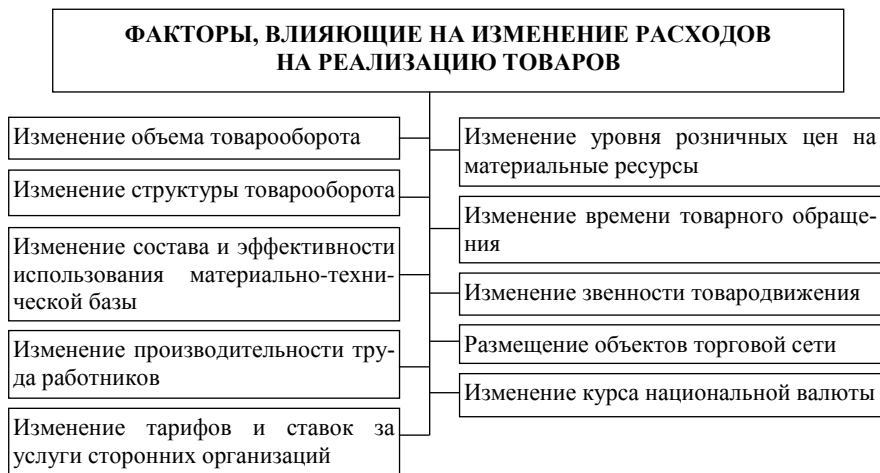 ФАКТОРЫ, ВЛИЯЮЩИЕ НА ИЗМЕНЕНИЕ РАСХОДОВ
НА РЕАЛИЗАЦИЮ ТОВАРОВ
Изменение объема товарооборота
Изменение структуры товарооборота
Изменение состава и эффективности
использования материально-техни-
ческой базы
Изменение производительности тру-
да работников
Изменение тарифов и ставок за
услуги сторонних организаций
Изменение уровня розничных цен на
материальные ресурсы
Изменение времени товарного обраще-
ния
Изменение звенности товародвижения
Размещение объектов торговой сети
Изменение курса национальной валюты